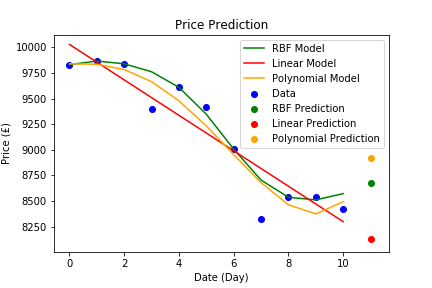 Price Prediction
Price (£)
10000
9750
9500
9250
9000
8750
8500
8250
RBF Model
Linear Model
Polynomial Model
Data
RBF Prediction
Linear Prediction
Polynomial Prediction
0 2 4 6 8 10
Date (Day)